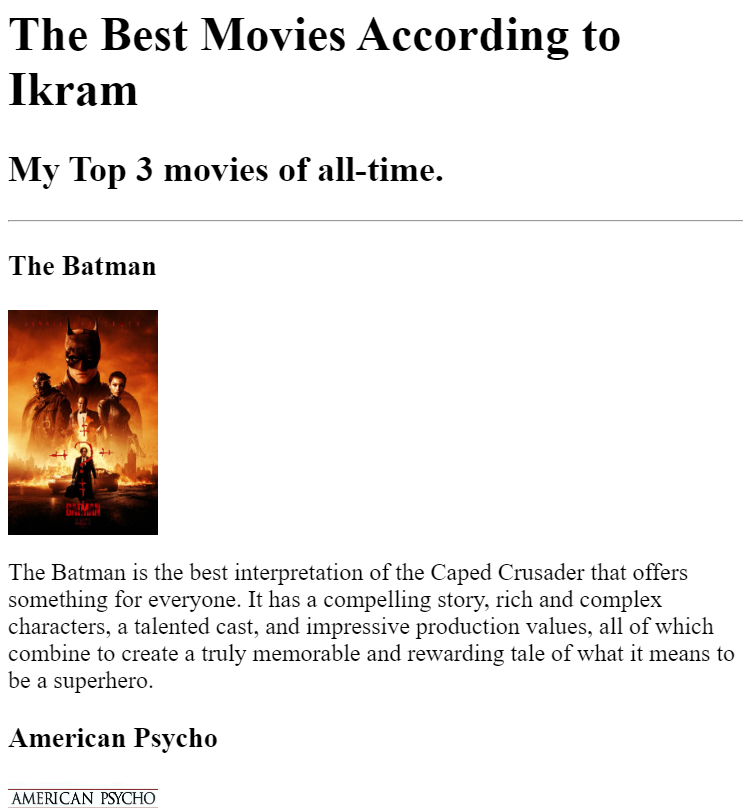 The Best Movies According to
Ikram
My Top 3 movies of all-time.
The Batman
THE
BATMAN
The Batman is the best interpretation of the Caped Crusader that offers
something for everyone. It has a compelling story, rich and complex
characters, a talented cast, and impressive production values, all of which
combine to create a truly memorable and rewarding tale of what it means to
be a superhero.
American Psycho
AMERICAN PSYCHO